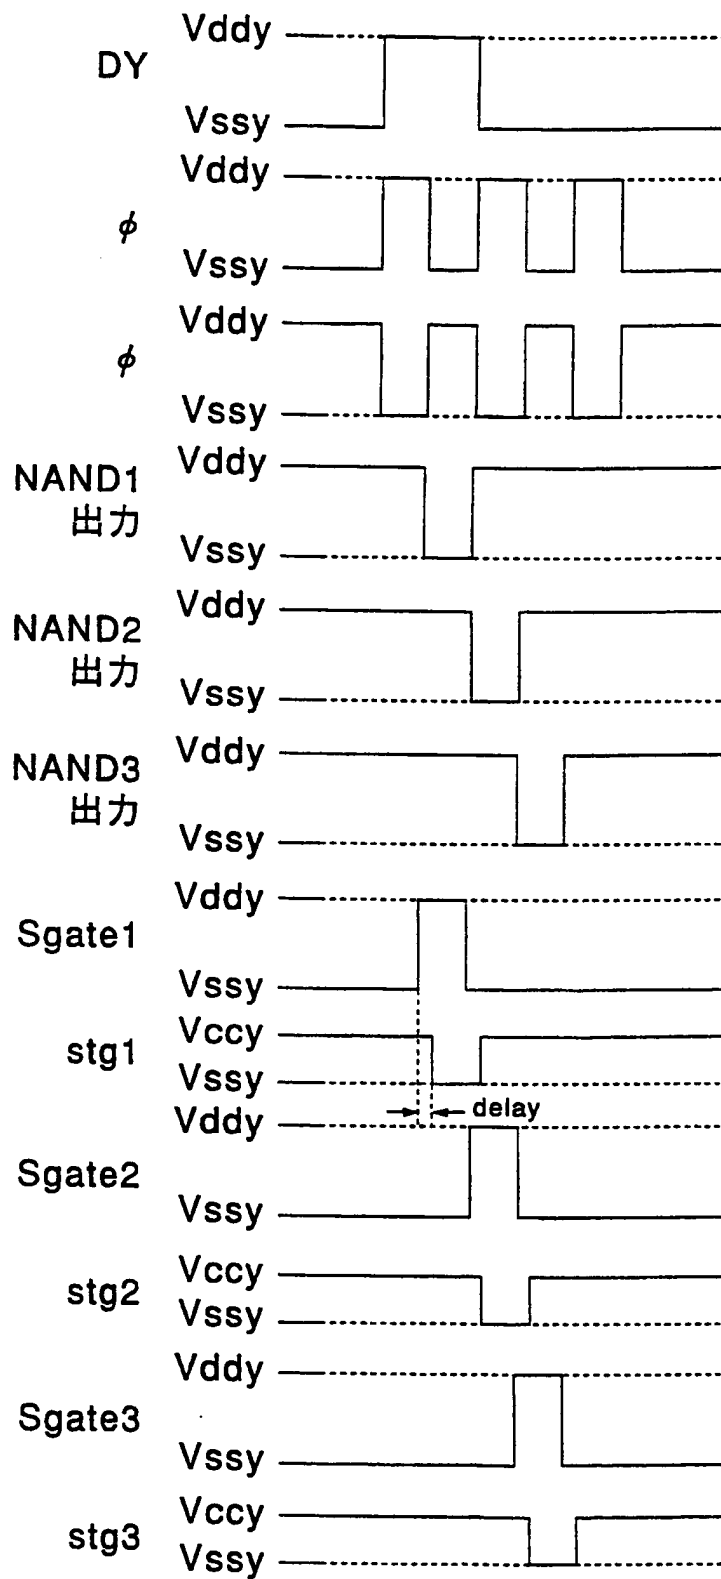 Vddy
DY
Vssy
Vddy
ϕ
Vssy
Vddy
ϕ
Vssy
Vddy
NAND1
出力
Vssy
Vddy
NAND2
出力
Vssy
Vddy
NAND3
出力
Vssy
Vddy
Sgate1
Vssy
Vccy
stg1
Vssy
delay
Vddy
Sgate2
Vssy
Vccy
stg2
Vssy
Vddy
Sgate3
Vssy
Vccy
stg3
Vssy